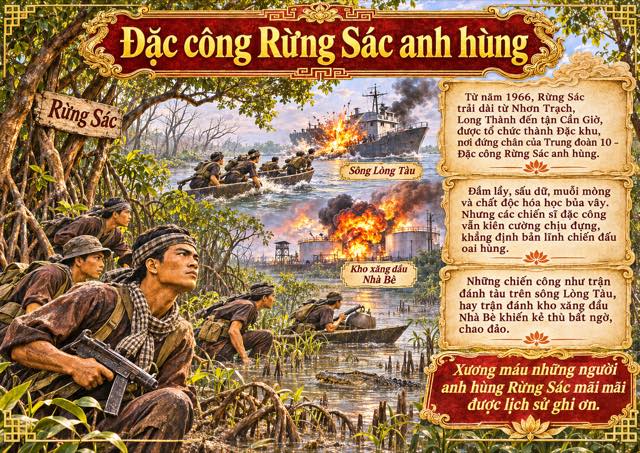 Đặc công Rừng Sác anh hùng
Rừng Sác
Sông Lòng Tàu
Kho xăng dầu
Nhà Bè
Từ năm 1966, Rừng Sác
trải dài từ Nhơn Trạch,
Long Thành đến tận Cần Giờ,
được tổ chức thành Đặc khu,
nơi đứng chân của Trung đoàn 10 -
Đặc công Rừng Sác anh hùng.
Đầm lầy, sấu dữ, muỗi mòng
và chất độc hóa học bủa vây.
Nhưng các chiến sĩ đặc công
vẫn kiên cường chịu đựng,
khẳng định bản lĩnh chiến đấu
oai hùng.
Những chiến công như trận
đánh tàu trên sông Lòng Tàu,
hay trận đánh kho xăng dầu
Nhà Bè khiến kẻ thù bất ngờ,
chao đảo.
Xương máu những người
anh hùng Rừng Sác mãi mãi
được lịch sử ghi ơn.